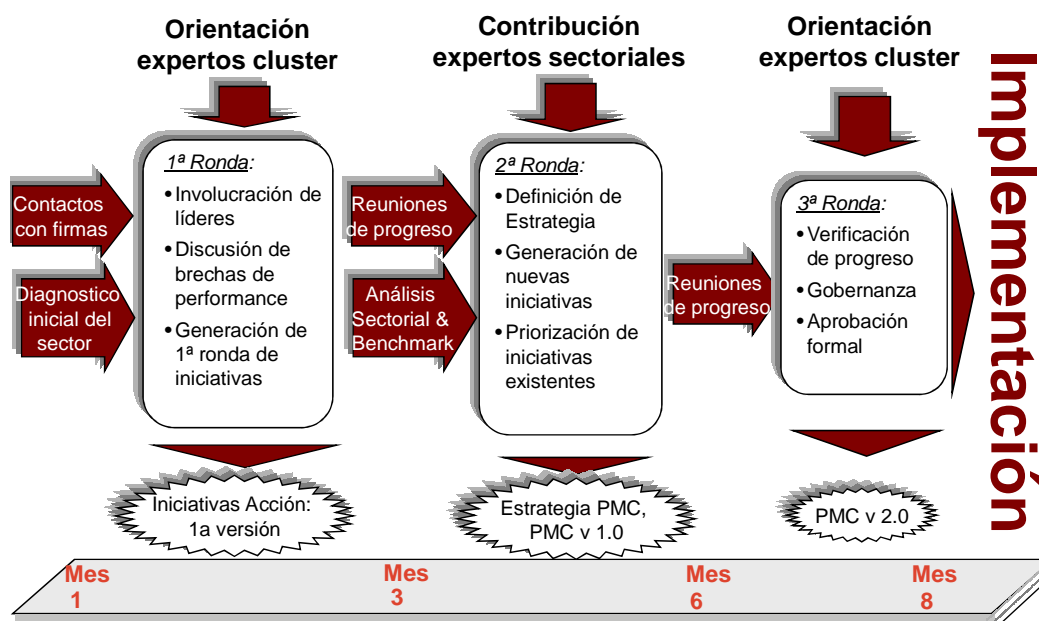 Orientación
expertos cluster
Contribución
expertos sectoriales
Orientación
expertos cluster
Contactos
con firmas
Diagnostico
inicial del
sector
1ª Ronda:
•Involucración de
líderes
•Discusión de
brechas de
performance
•Generación de
1ª ronda de
iniciativas
Reuniones
de progreso
Análisis
Sectorial &
Benchmark
2ª Ronda:
•Definición de
Estrategia
•Generación de
nuevas
iniciativas
•Priorización de
iniciativas
existentes
Reuniones
de progreso
3ª Ronda:
•Verificación
de progreso
•Gobernanza
•Aprobación
formal
Implementación
Iniciativas Acción:
1a versión
Estrategia PMC,
PMC v 1.0
PMC v 2.0
Mes
1
Mes
3
Mes
6
Mes
8